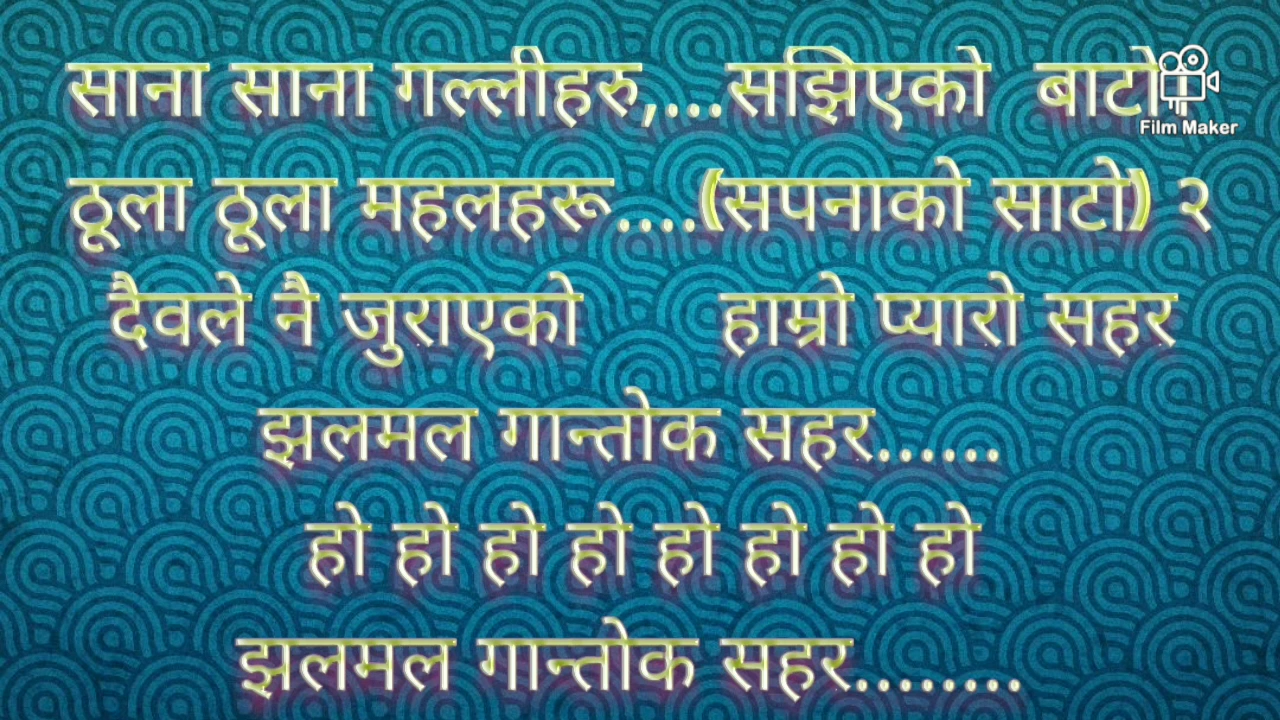 साना साना गल्लीहरु,...सझिएको बाटो
Film Maker
ठूला ठूला महलहरू....(सपनाको साटो) २
दैवले नै जुराएको हाम्रो प्यारो सहर
झलमल गान्तोक सहर......
हो हो हो हो हो हो हो हो
झलमल गान्तोक सहर........